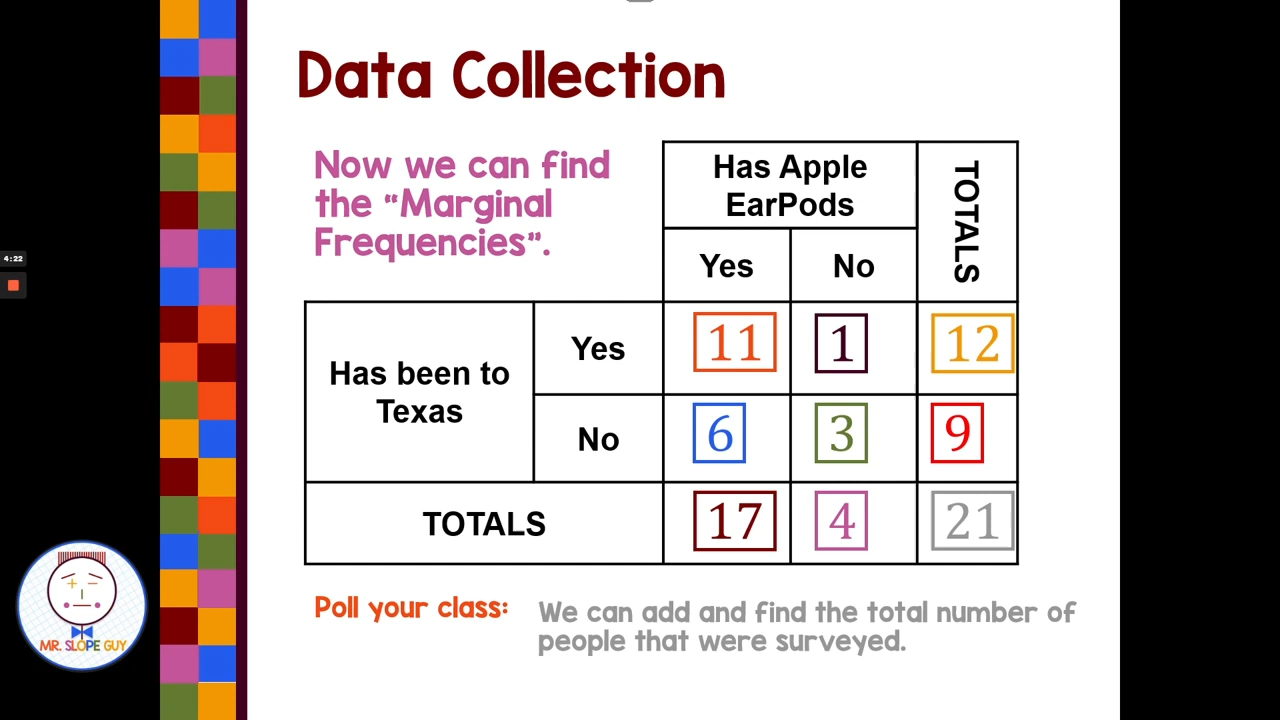 Data Collection
Now we can find
the “Marginal
Frequencies”.
Has Apple
EarPods
TOTALS
Yes
No
Has been to
Texas
Yes
11
1
12
No
6
3
9
TOTALS
17
4
21
Poll your class:
We can add and find the total number of
people that were surveyed.
4:22
MR. SLOPE GUY